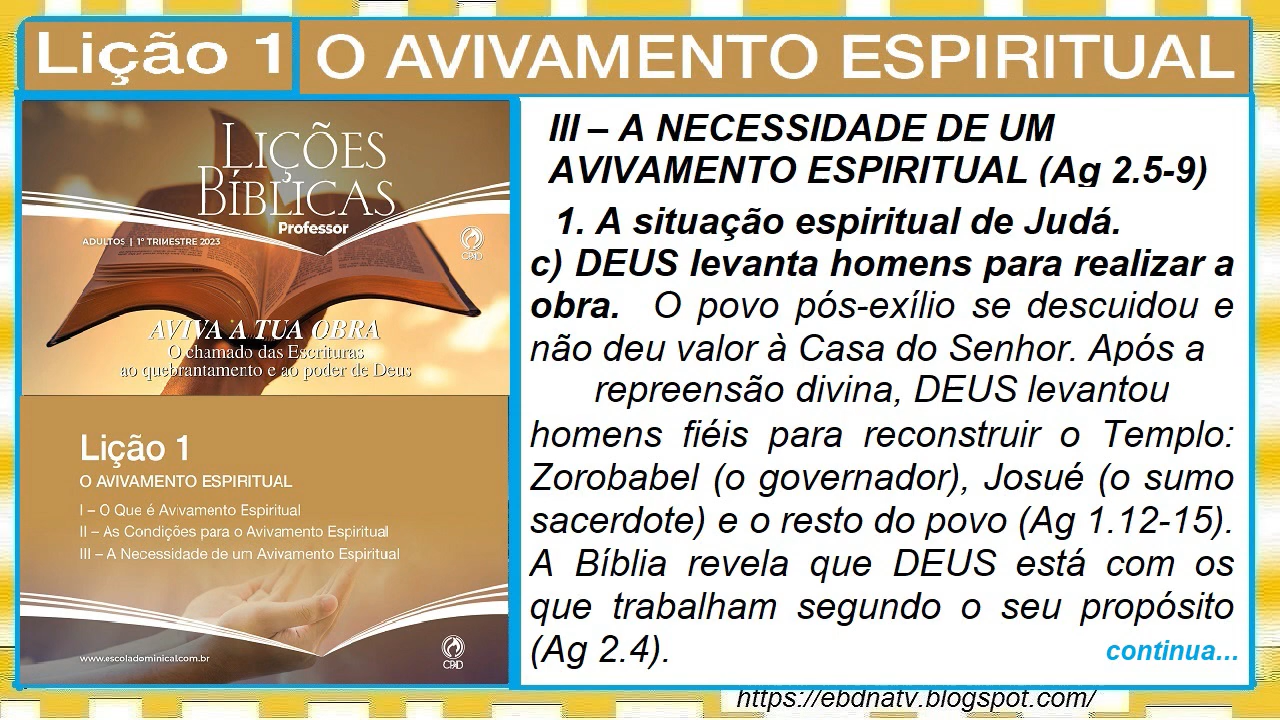 Lição 1
O AVIVAMENTO ESPIRITUAL
LIÇÕES
BÍBLICAS
Professor
ADULTOS | 1º TRIMESTRE 2023
CPAD
AVIVA A TUA OBRA
O chamado das Escrituras
ao quebrantamento e ao poder de Deus
Lição 1
O AVIVAMENTO ESPIRITUAL
I – O Que é Avivamento Espiritual
II – As Condições para o Avivamento Espiritual
III – A Necessidade de um Avivamento Espiritual
www.escoladominical.com.br
CPAD
III – A NECESSIDADE DE UM
AVIVAMENTO ESPIRITUAL (Ag 2.5-9)
1. A situação espiritual de Judá.
c) DEUS levanta homens para realizar a
obra. O povo pós-exílio se descuidou e
não deu valor à Casa do Senhor. Após a
repreensão divina, DEUS levantou
homens fiéis para reconstruir o Templo:
Zorobabel (o governador), Josué (o sumo
sacerdote) e o resto do povo (Ag 1.12-15).
A Bíblia revela que DEUS está com os
que trabalham segundo o seu propósito
(Ag 2.4).
continua...
https://ebdnatv.blogspot.com/